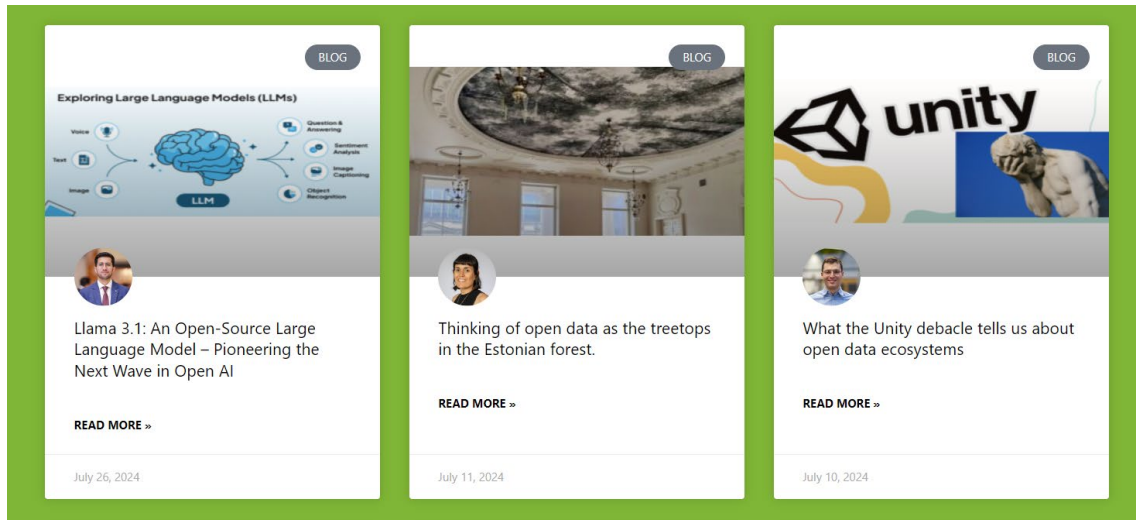 BLOG
Exploring Large Language Models (LLMs)
Voice
Text
Image
LLM
Question &
Answering
Sentiment
Analysis
Image
Captioning
Object
Recognition
Llama 3.1: An Open-Source Large
Language Model – Pioneering the
Next Wave in Open AI
READ MORE »
July 26, 2024
BLOG
Thinking of open data as the treetops
in the Estonian forest.
READ MORE »
July 11, 2024
BLOG
unity
What the Unity debacle tells us about
open data ecosystems
READ MORE »
July 10, 2024